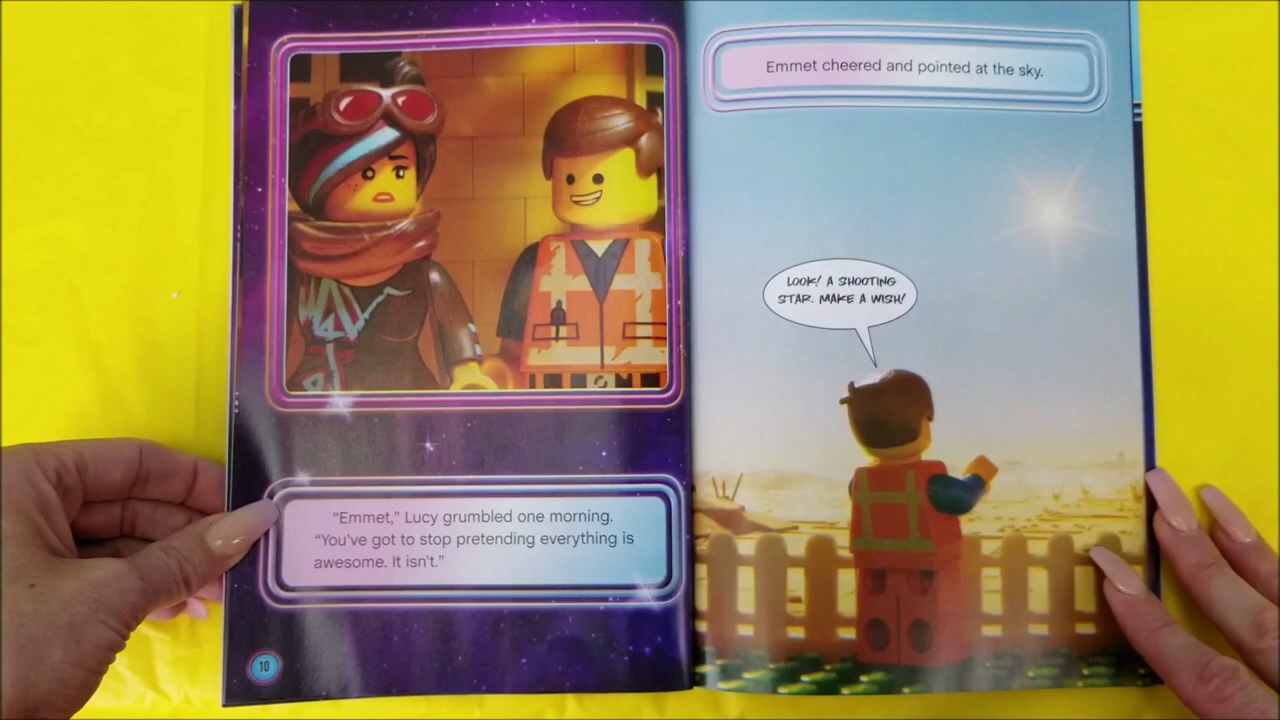 “Emmet,” Lucy grumbled one morning.
“You’ve got to stop pretending everything is
awesome. It isn’t.”
10
Emmet cheered and pointed at the sky.
LOOK! A SHOOTING
STAR. MAKE A WISH!